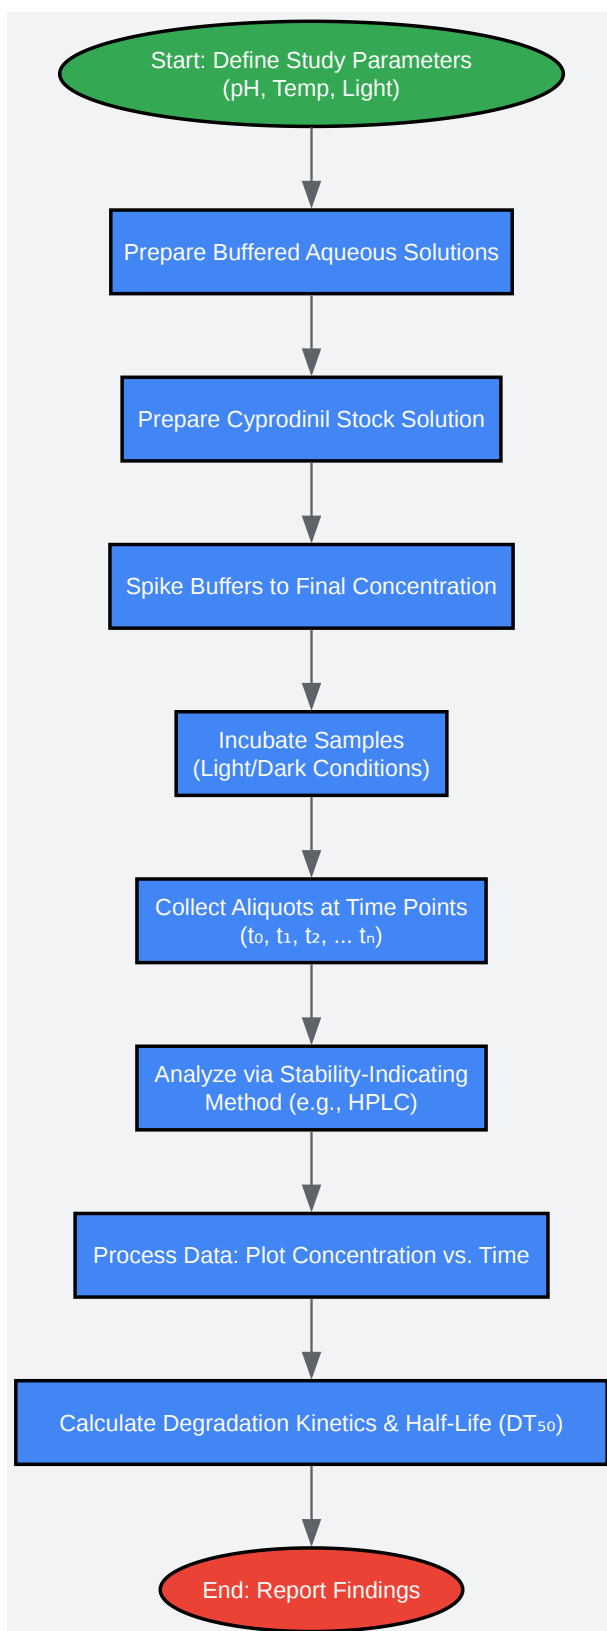 Start: Define Study Parameters
(pH, Temp, Light)
Prepare Buffered Aqueous Solutions
Prepare Cyprodinil Stock Solution
Spike Buffers to Final Concentration
Incubate Samples
(Light/Dark Conditions)
Collect Aliquots at Time Points
(t₀, t₁, t₂, ... tₙ)
Analyze via Stability-Indicating
Method (e.g., HPLC)
Process Data: Plot Concentration vs. Time
Calculate Degradation Kinetics & Half-Life (DT₅₀)
End: Report Findings